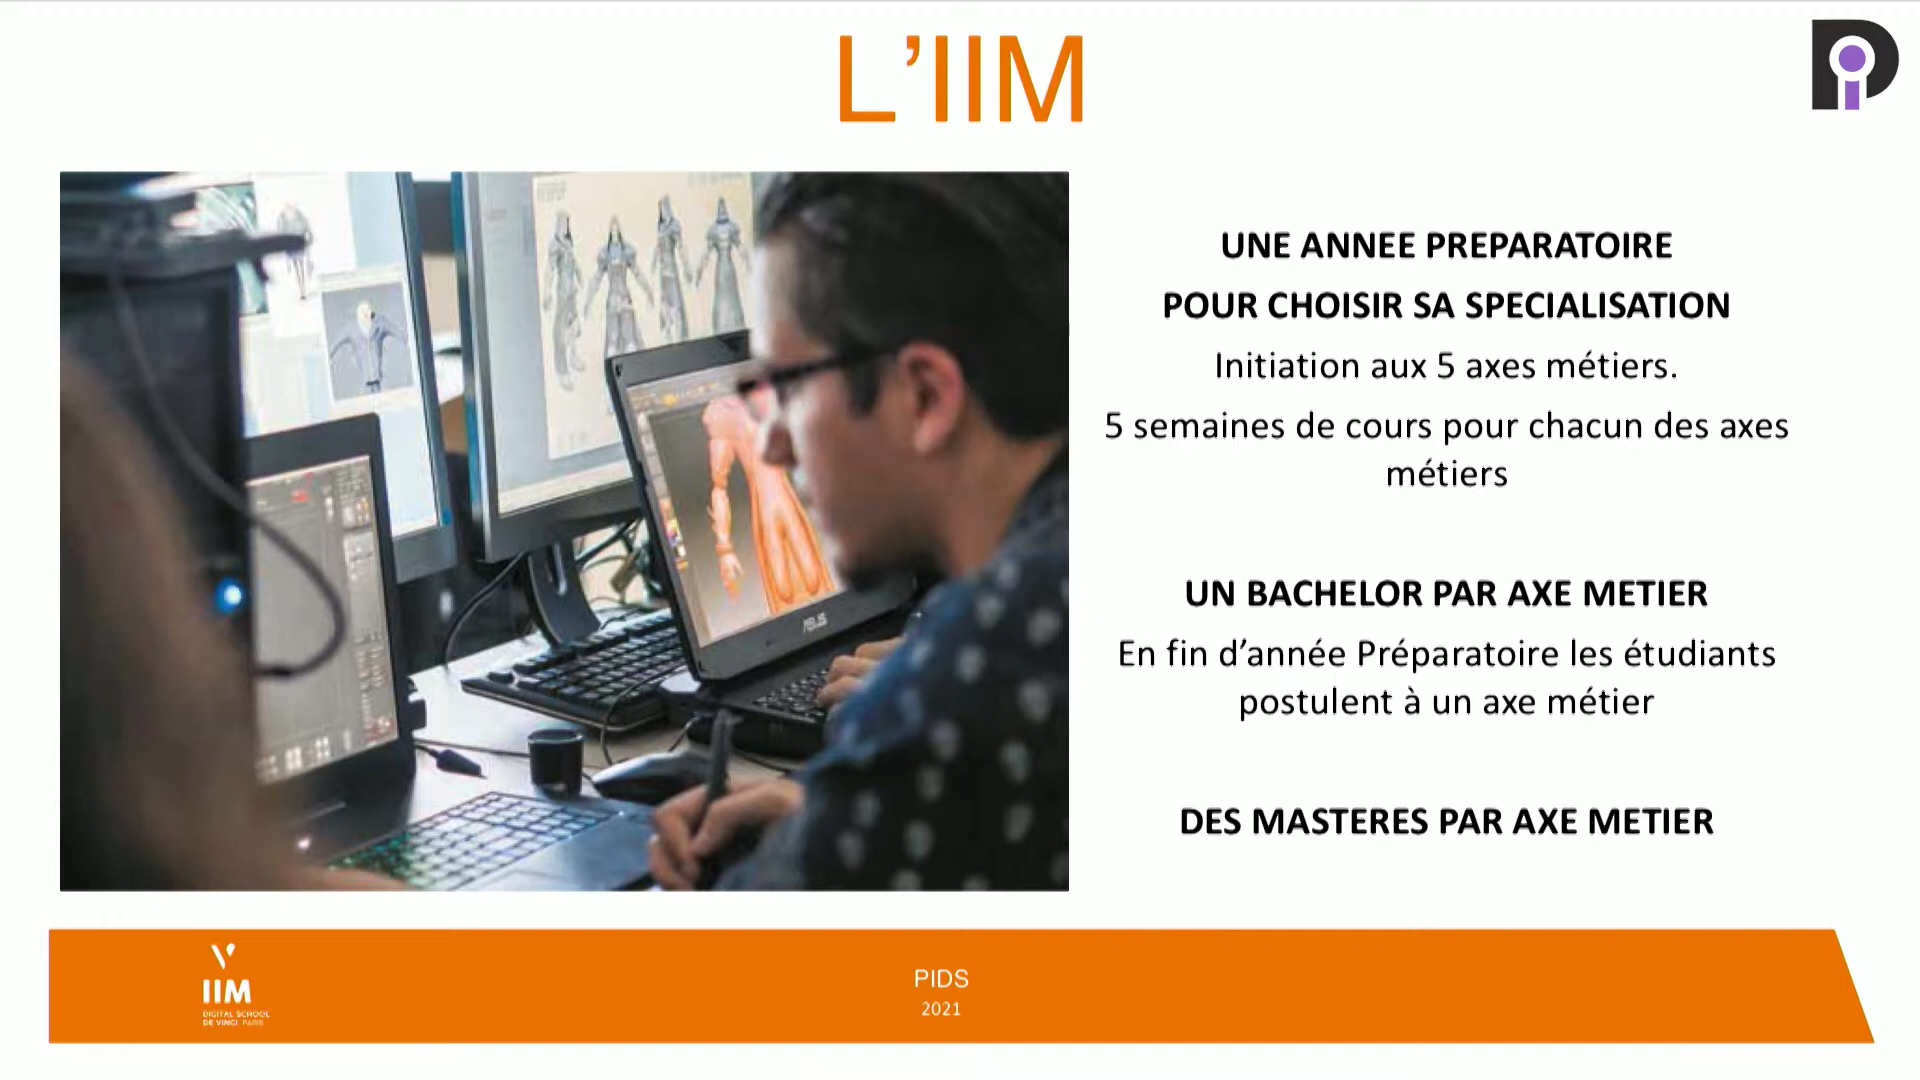 L’IIM
UNE ANNEE PREPARATOIRE
POUR CHOISIR SA SPECIALISATION
Initiation aux 5 axes métiers.
5 semaines de cours pour chacun des axes
métiers
UN BACHELOR PAR AXE METIER
En fin d’année Préparatoire les étudiants
postulent à un axe métier
DES MASTERES PAR AXE METIER
ASUS
IIM
DIGITAL SCHOOL
DE VINCI PARIS
PIDS
2021